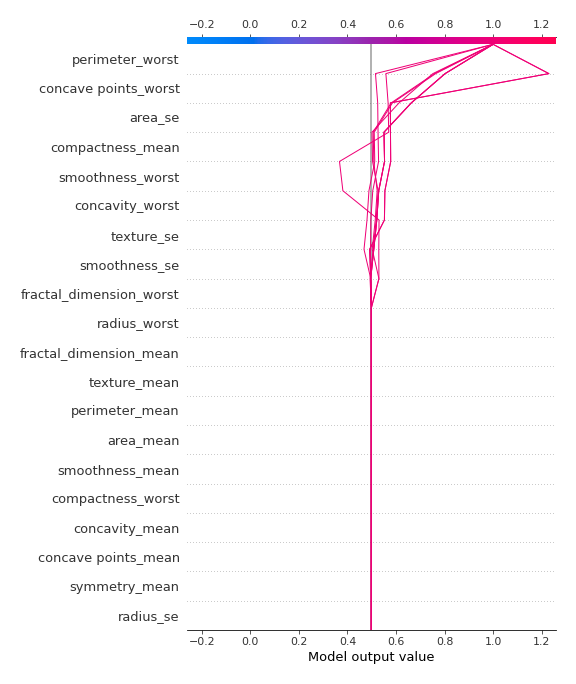 −0.2 0.0 0.2 0.4 0.6 0.8 1.0 1.2
perimeter_worst
concave points_worst
area_se
compactness_mean
smoothness_worst
concavity_worst
texture_se
smoothness_se
fractal_dimension_worst
radius_worst
fractal_dimension_mean
texture_mean
perimeter_mean
area_mean
smoothness_mean
compactness_worst
concavity_mean
concave points_mean
symmetry_mean
radius_se
−0.2 0.0 0.2 0.4 0.6 0.8 1.0 1.2
Model output value